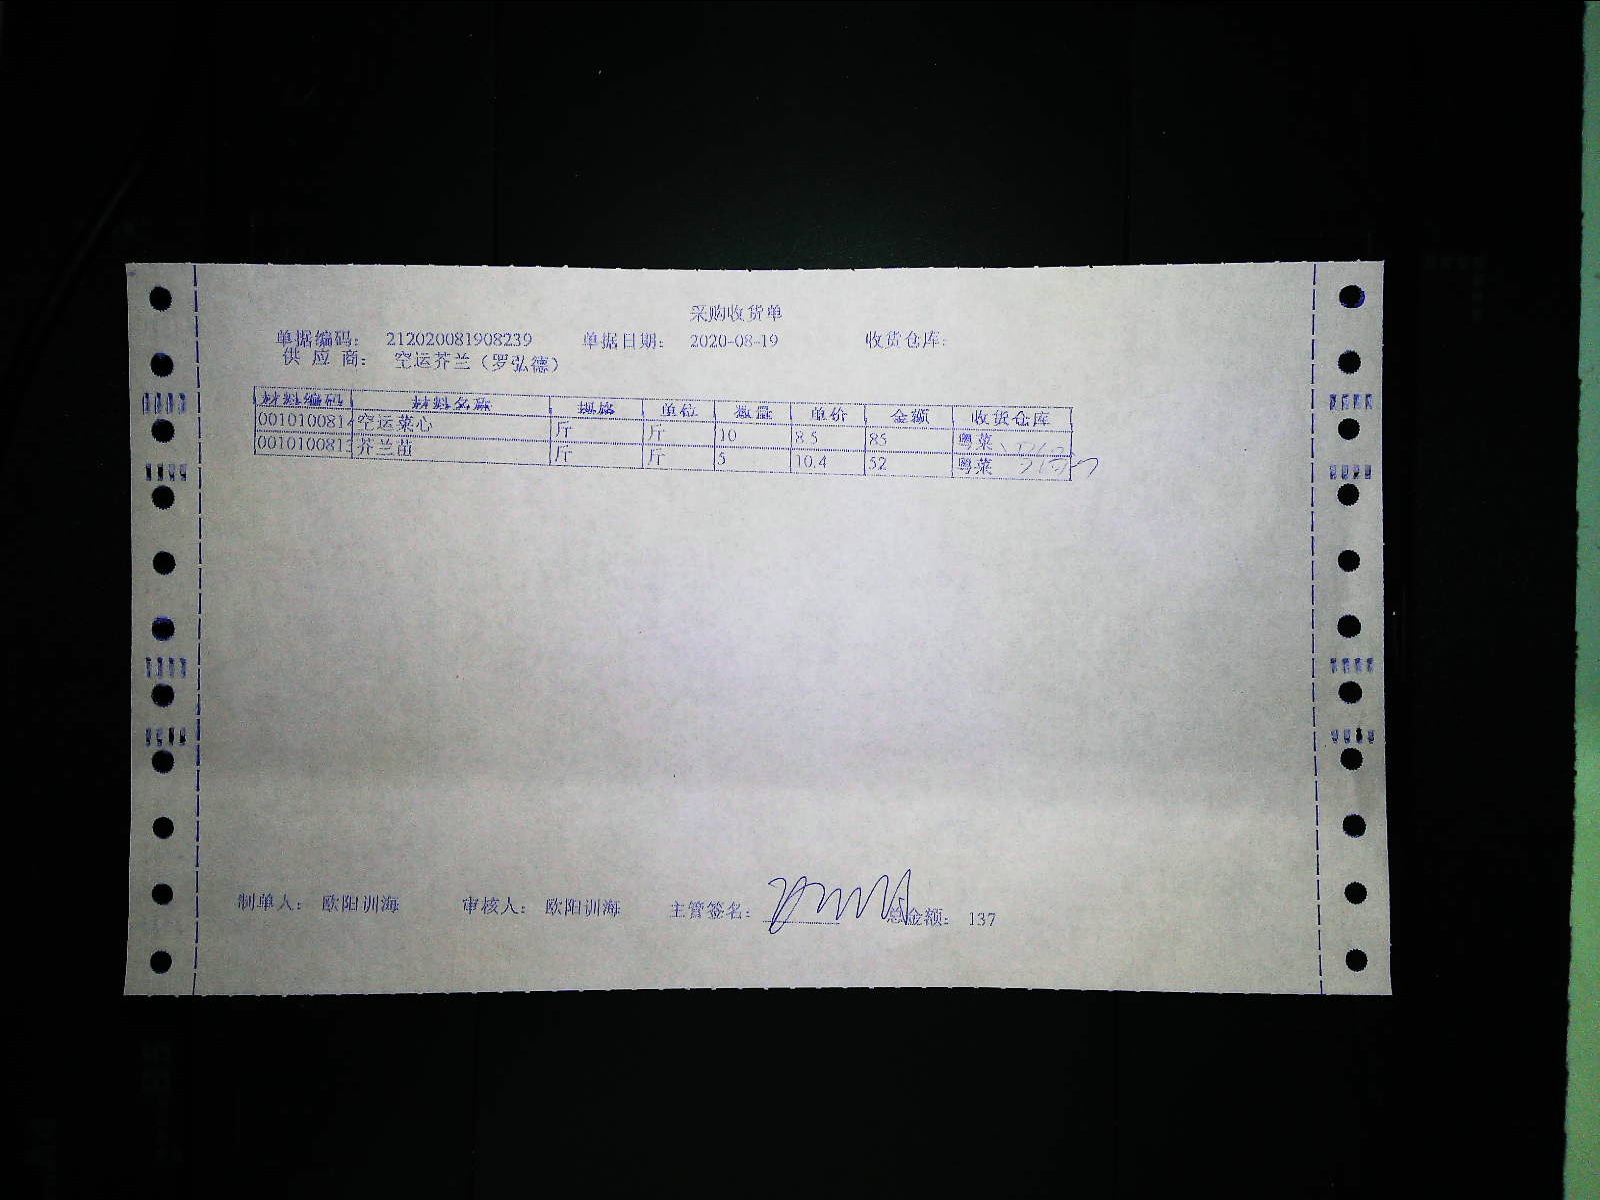 采购收货单
单据编码: 212020081908239 单据日期: 2020-08-19 收货仓库:
供应商: 空运芥兰(罗弘德)
材料编码 材料名称 规格 单位 数量 单价 金额 收货仓库
0010100814 空运菜心 斤 斤 10 8.5 85 粤菜
001010081 芥兰苗 斤 斤 5 10.4 52 粤菜
制单人: 欧阳训海 审核人: 欧阳训海 主管签名: 总金额: 137